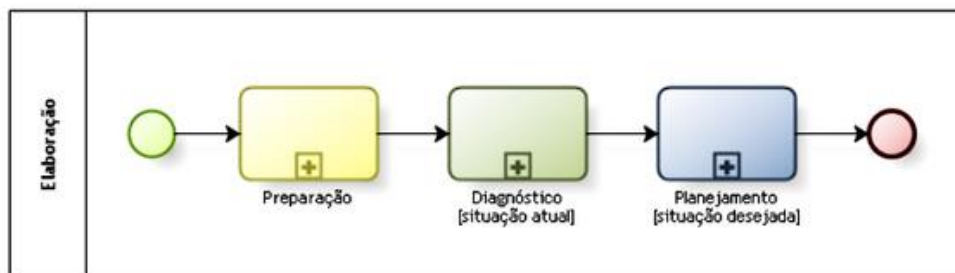 Elaboração
Preparação
Diagnóstico
[situação atual]
Planejamento
[situação desejada]